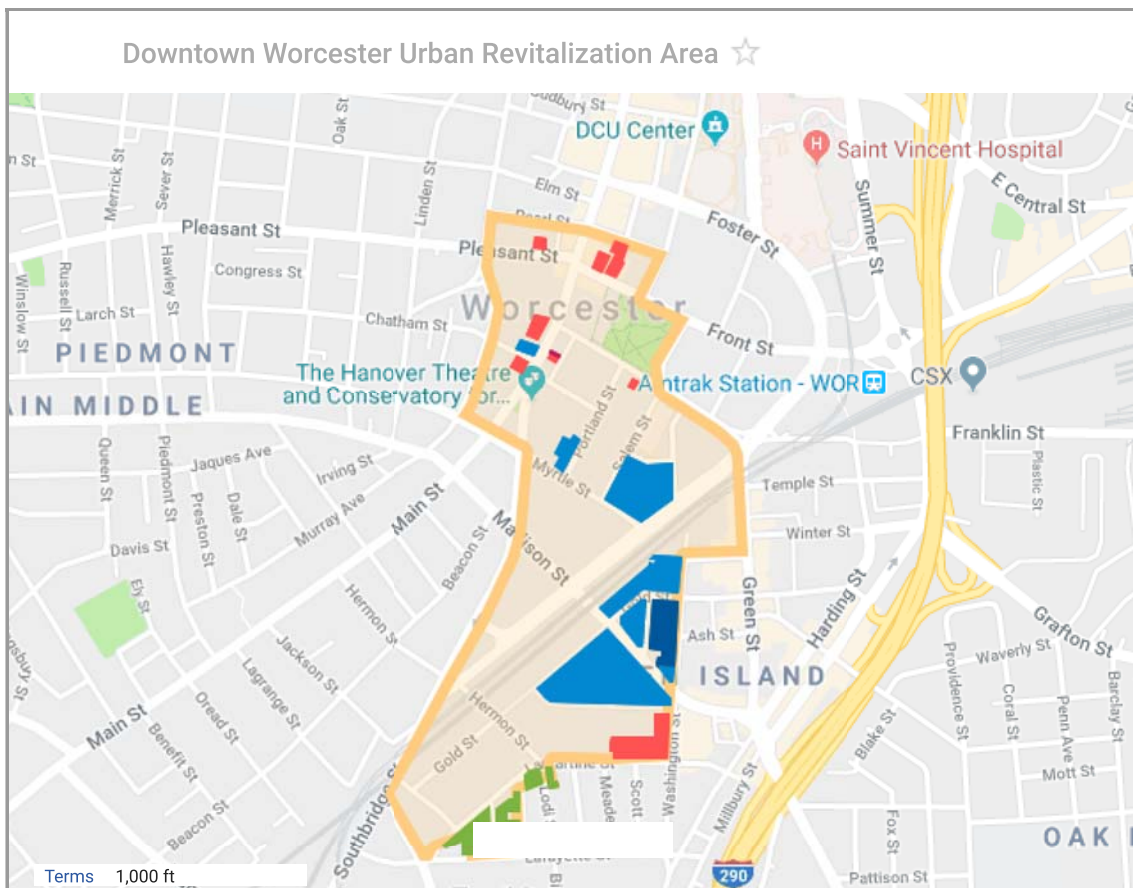 Downtown Worcester Urban Revitalization Area
DCU Center
Saint Vincent Hospital
Oak St
Merrick St
Sever St
Linden St
Elm St
Summer St
E Central St
Foster St
Pleasant St
Pleasant St
Hawley St
Congress St
Winslow St
Russell St
Larch St
Chatham St
Worcester
Front St
PIEDMONT
The Hanover Theatre
and Conservatory for...
Amtrak Station - WOR
CSX
Portland St
Salem St
Franklin St
Queen St
Piedmont St
Jaques Ave
Irving St
Myrtle St
Temple St
Plastic St
Preston St
Dale St
Murray Ave
Main St
Madison St
Winter St
Davis St
Beacon St
Ely St
Hermon St
Green St
Harding St
Grafton St
Ash St
Waverly St
Jackson St
Lagrange St
ISLAND
Providence St
Coral St
Penn Ave
Barclay St
Main St
Oread St
Benefit St
Hermon St
Gold St
Washington St
Blake St
Mott St
Beacon St
Southbridge St
Lodi
Meade
Scott
Millbury St
Fox St
OAK
Lafayette St
290
Pattison St
Terms 1,000 ft